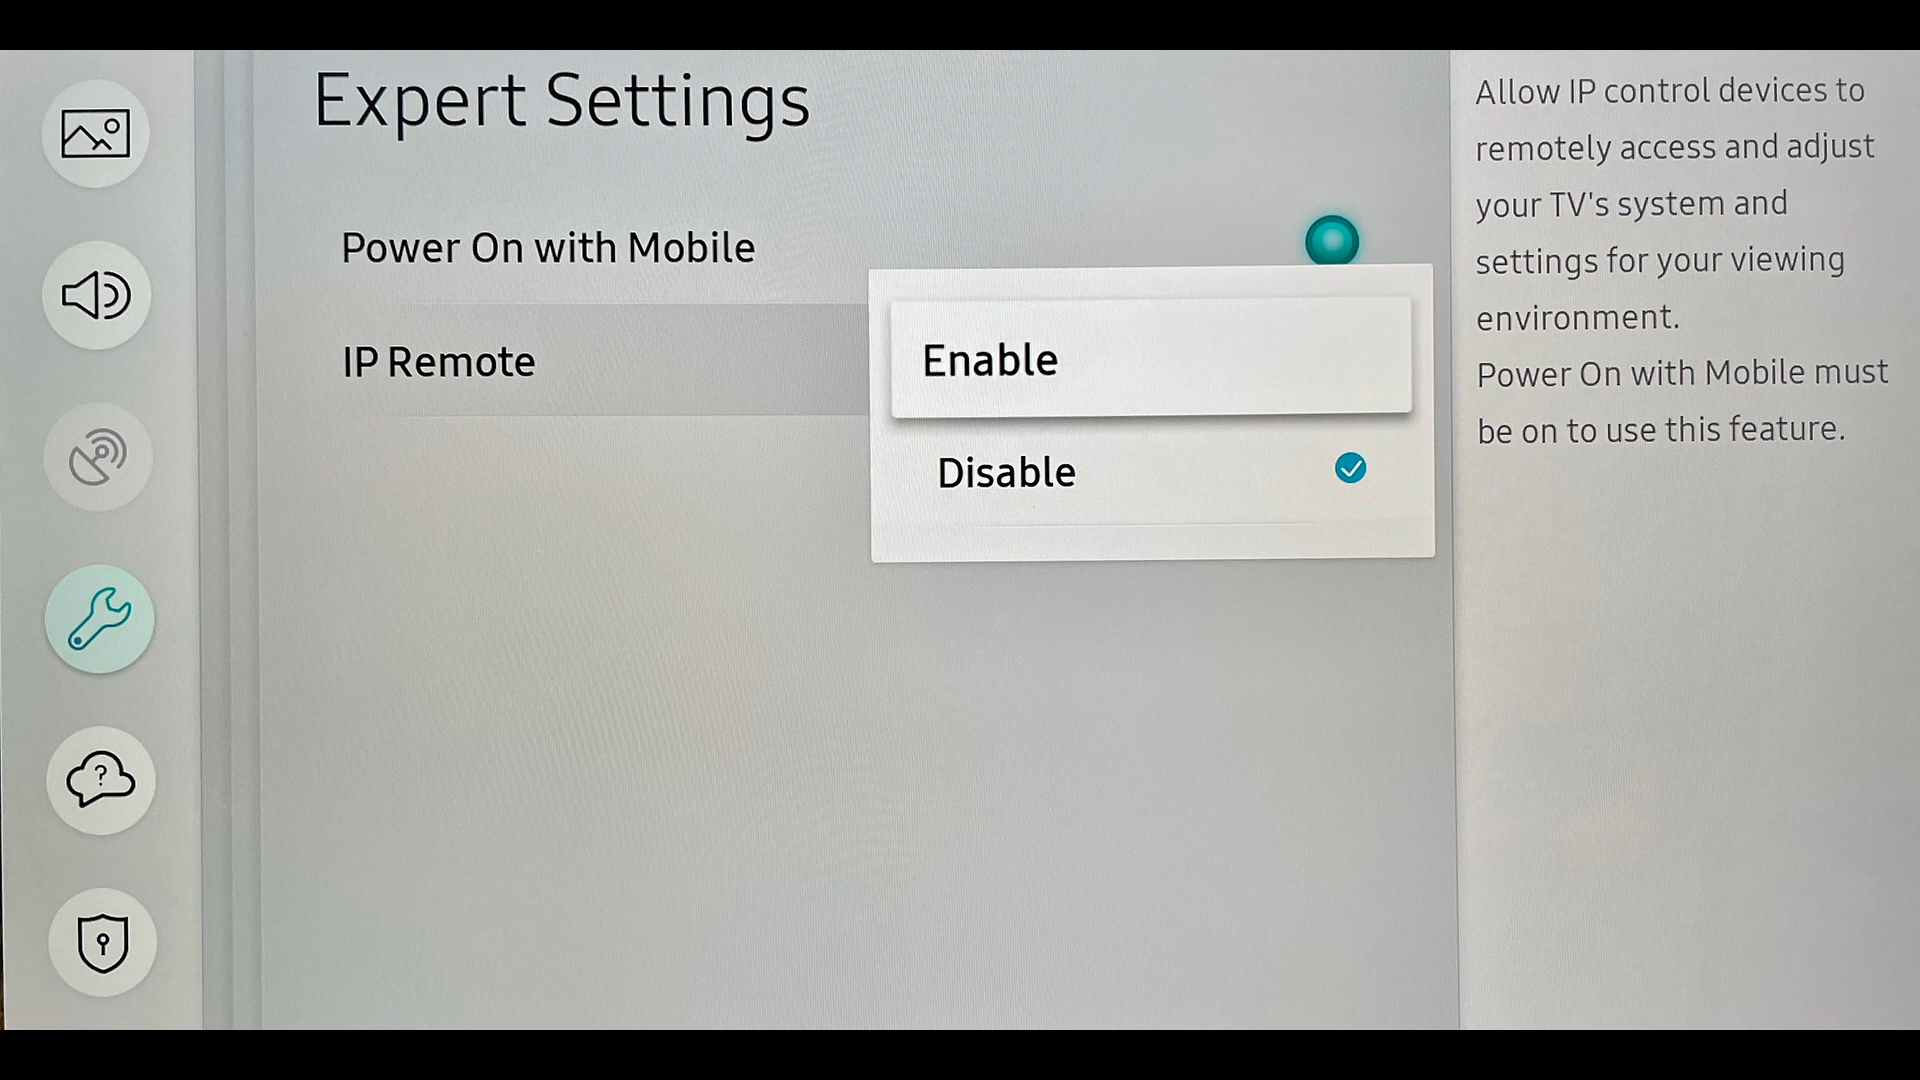 Expert Settings
Power On with Mobile
IP Remote
Enable
Disable
Allow IP control devices to
remotely access and adjust
your TV's system and
settings for your viewing
environment.
Power On with Mobile must
be on to use this feature.
?